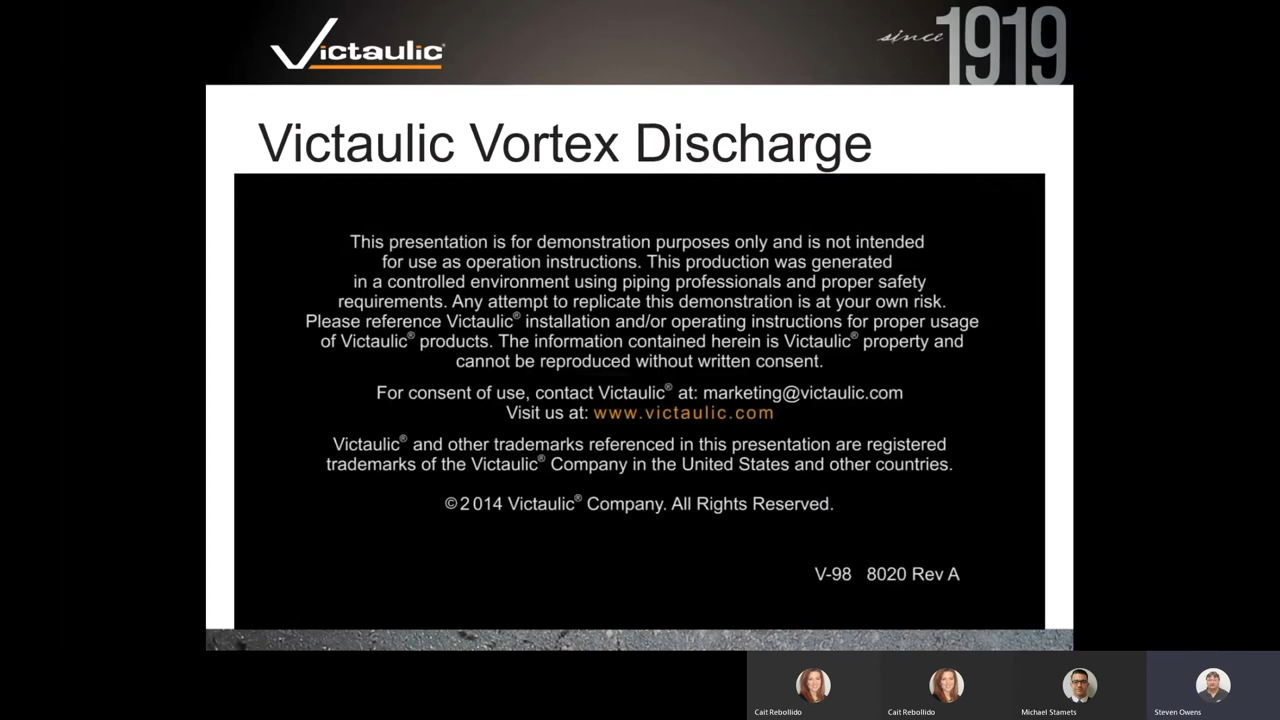 Victaulic®
since 1919
Victaulic Vortex Discharge
This presentation is for demonstration purposes only and is not intended
for use as operation instructions. This production was generated
in a controlled environment using piping professionals and proper safety
requirements. Any attempt to replicate this demonstration is at your own risk.
Please reference Victaulic® installation and/or operating instructions for proper usage
of Victaulic® products. The information contained herein is Victaulic® property and
cannot be reproduced without written consent.
For consent of use, contact Victaulic® at: marketing@victaulic.com
Visit us at: www.victaulic.com
Victaulic® and other trademarks referenced in this presentation are registered
trademarks of the Victaulic® Company in the United States and other countries.
©2014 Victaulic® Company. All Rights Reserved.
V-98 8020 Rev A
Cait Rebollido
Cait Rebollido
Michael Stamets
Steven Owens